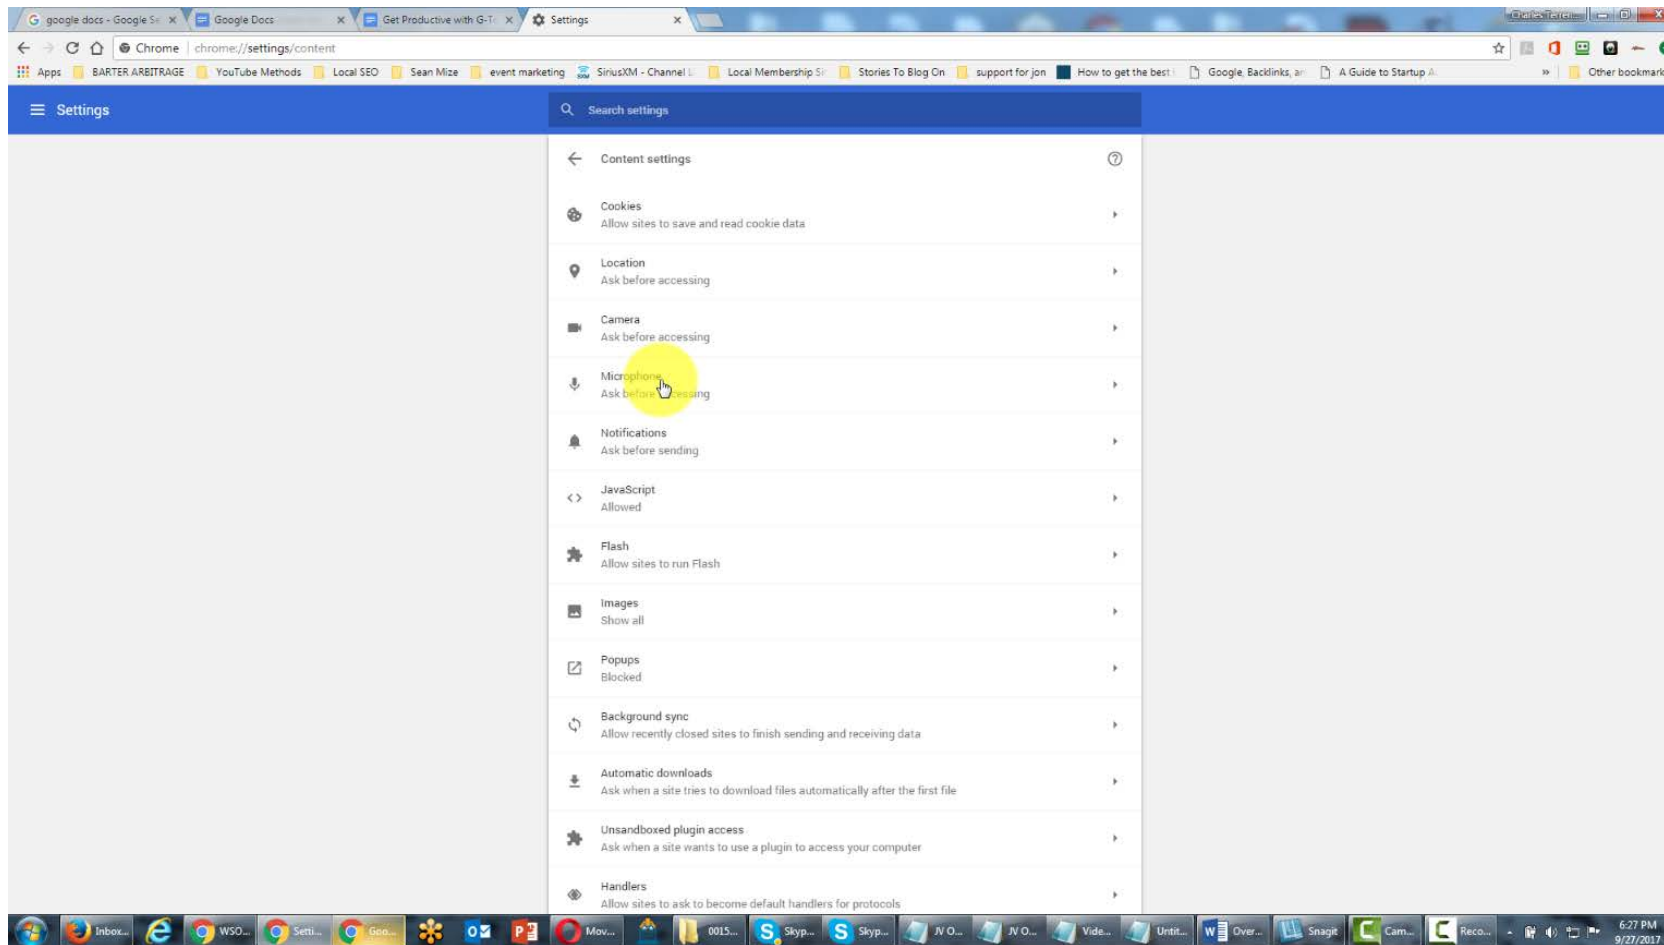 google docs - Google Se
Google Docs
Get Productive with G-T
Settings
Chrome chrome://settings/content
Apps BARTER ARBITRAGE YouTube Methods Local SEO Sean Mize event marketing SiriusXM - Channel L Local Membership Si Stories To Blog On support for jon How to get the best Google, Backlinks, an A Guide to Startup A » Other bookmark
Settings
Search settings
Content settings
Cookies
Allow sites to save and read cookie data
Location
Ask before accessing
Camera
Ask before accessing
Microphone
Ask before accessing
Notifications
Ask before sending
JavaScript
Allowed
Flash
Allow sites to run Flash
Images
Show all
Popups
Blocked
Background sync
Allow recently closed sites to finish sending and receiving data
Automatic downloads
Ask when a site tries to download files automatically after the first file
Unsandboxed plugin access
Ask when a site wants to use a plugin to access your computer
Handlers
Allow sites to ask to become default handlers for protocols
Inbox... WSO... Setti... Goo... Mov... 0015... Skyp... Skyp... JV O... JV O... Vide... Untit... Over... Snagit Cam... Reco... 6:27 PM
9/27/2017